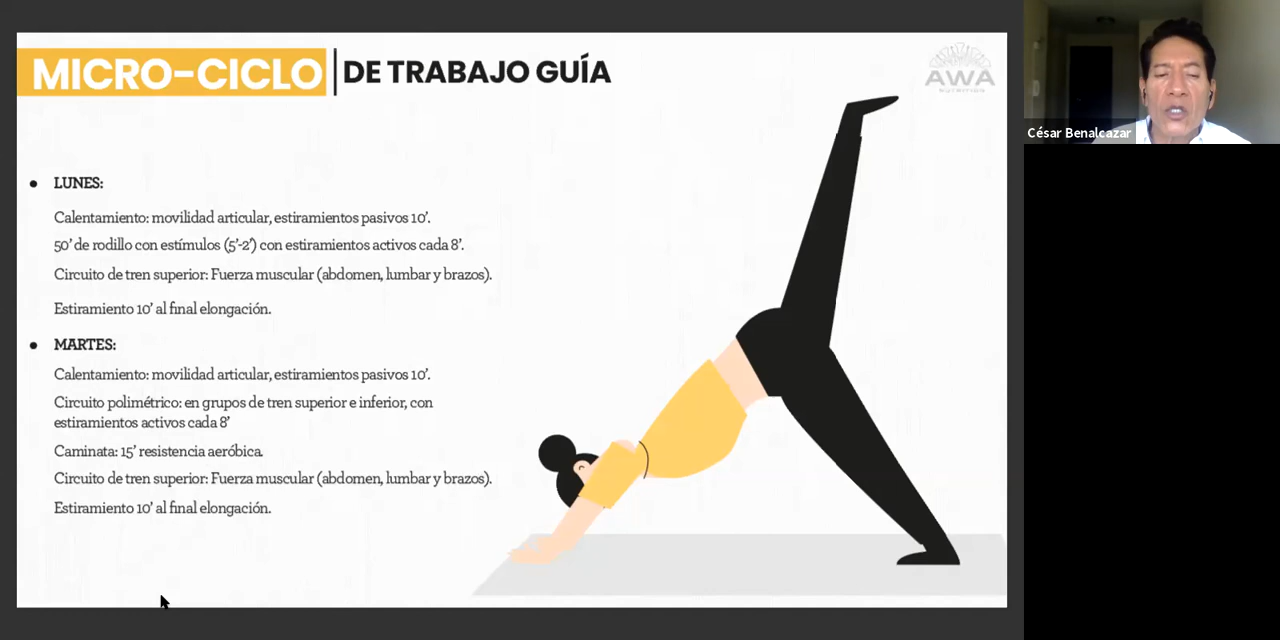 MICRO-CICLO DE TRABAJO GUÍA
AWA
NUTRITION
César Benalcazar
• LUNES:
Calentamiento: movilidad articular, estiramientos pasivos 10’.
50’ de rodillo con estímulos (5’-2’) con estiramientos activos cada 8’.
Circuito de tren superior: Fuerza muscular (abdomen, lumbar y brazos).
Estiramiento 10’ al final elongación.
• MARTES:
Calentamiento: movilidad articular, estiramientos pasivos 10’.
Circuito polimétrico: en grupos de tren superior e inferior, con
estiramientos activos cada 8’
Caminata: 15’ resistencia aeróbica.
Circuito de tren superior: Fuerza muscular (abdomen, lumbar y brazos).
Estiramiento 10’ al final elongación.